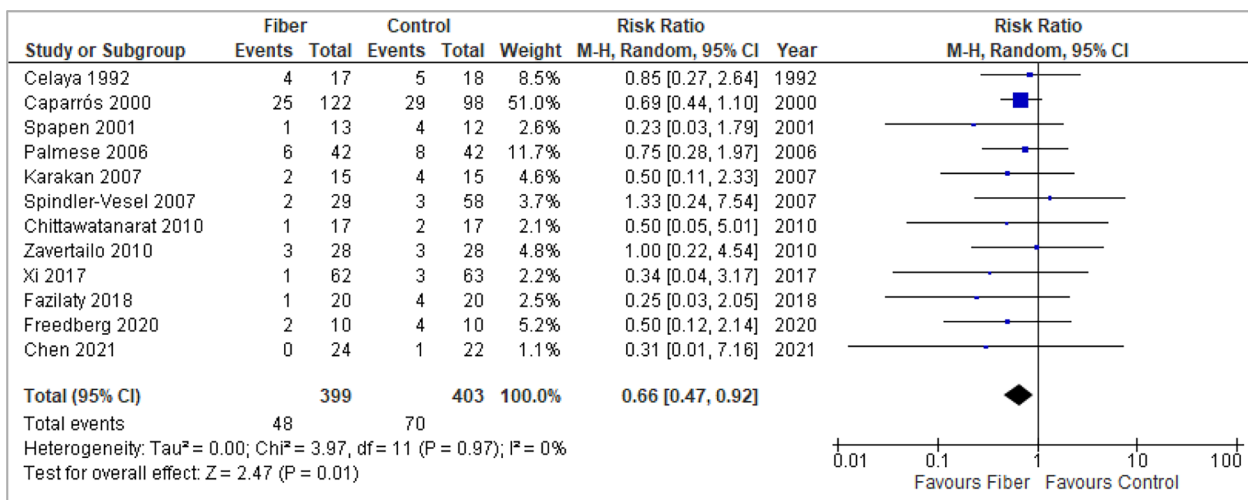 Fiber Control Risk Ratio Risk Ratio
Study or Subgroup Events Total Events Total Weight M-H, Random, 95% CI Year M-H, Random, 95% CI
Celaya 1992 4 17 5 18 8.5% 0.85 [0.27, 2.64] 1992
Caparrós 2000 25 122 29 98 51.0% 0.69 [0.44, 1.10] 2000
Spapen 2001 1 13 4 12 2.6% 0.23 [0.03, 1.79] 2001
Palmese 2006 6 42 8 42 11.7% 0.75 [0.28, 1.97] 2006
Karakan 2007 2 15 4 15 4.6% 0.50 [0.11, 2.33] 2007
Spindler-Vesel 2007 2 29 3 58 3.7% 1.33 [0.24, 7.54] 2007
Chittawatanarat 2010 1 17 2 17 2.1% 0.50 [0.05, 5.01] 2010
Zavertailo 2010 3 28 3 28 4.8% 1.00 [0.22, 4.54] 2010
Xi 2017 1 62 3 63 2.2% 0.34 [0.04, 3.17] 2017
Fazilaty 2018 1 20 4 20 2.5% 0.25 [0.03, 2.05] 2018
Freedberg 2020 2 10 4 10 5.2% 0.50 [0.12, 2.14] 2020
Chen 2021 0 24 1 22 1.1% 0.31 [0.01, 7.16] 2021
Total (95% CI) 399 403 100.0% 0.66 [0.47, 0.92]
Total events 48 70
Heterogeneity: Tau² = 0.00; Chi² = 3.97, df = 11 (P = 0.97); I² = 0%
Test for overall effect: Z = 2.47 (P = 0.01)
0.01 0.1 1 10 100
Favours Fiber Favours Control